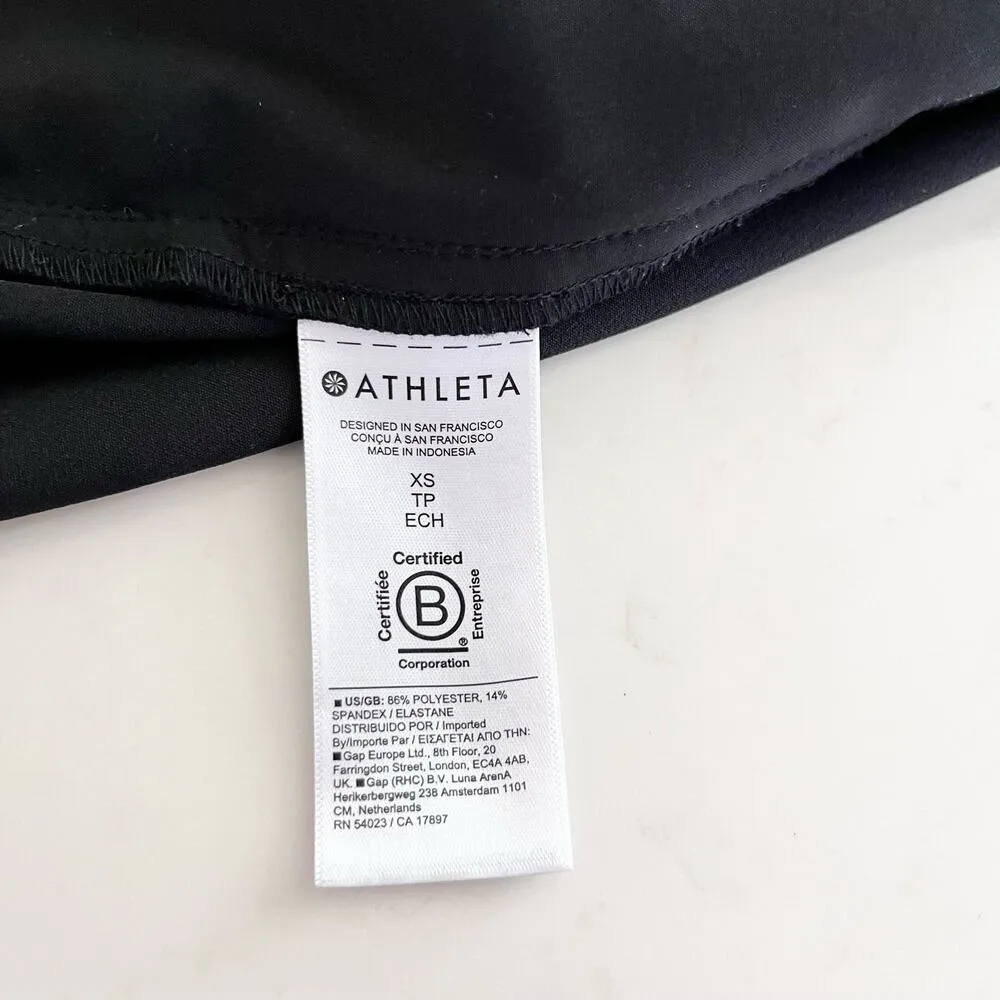 ATHLETA
DESIGNED IN SAN FRANCISCO
CONÇU À SAN FRANCISCO
MADE IN INDONESIA
XS
TP
ECH
Certified
Certifiée
B
Entreprise
®
Corporation
■ US/GB: 86% POLYESTER, 14%
SPANDEX / ELASTANE
DISTRIBUIDO POR / Imported
By/Importe Par / ΕΙΣΑΓΕΤΑΙ ΑΠΟ ΤΗΝ:
■ Gap Europe Ltd., 8th Floor, 20
Farringdon Street, London, EC4A 4AB,
UK. ■ Gap (RHC) B.V. Luna ArenA
Herikerbergweg 238 Amsterdam 1101
CM, Netherlands
RN 54023 / CA 17897